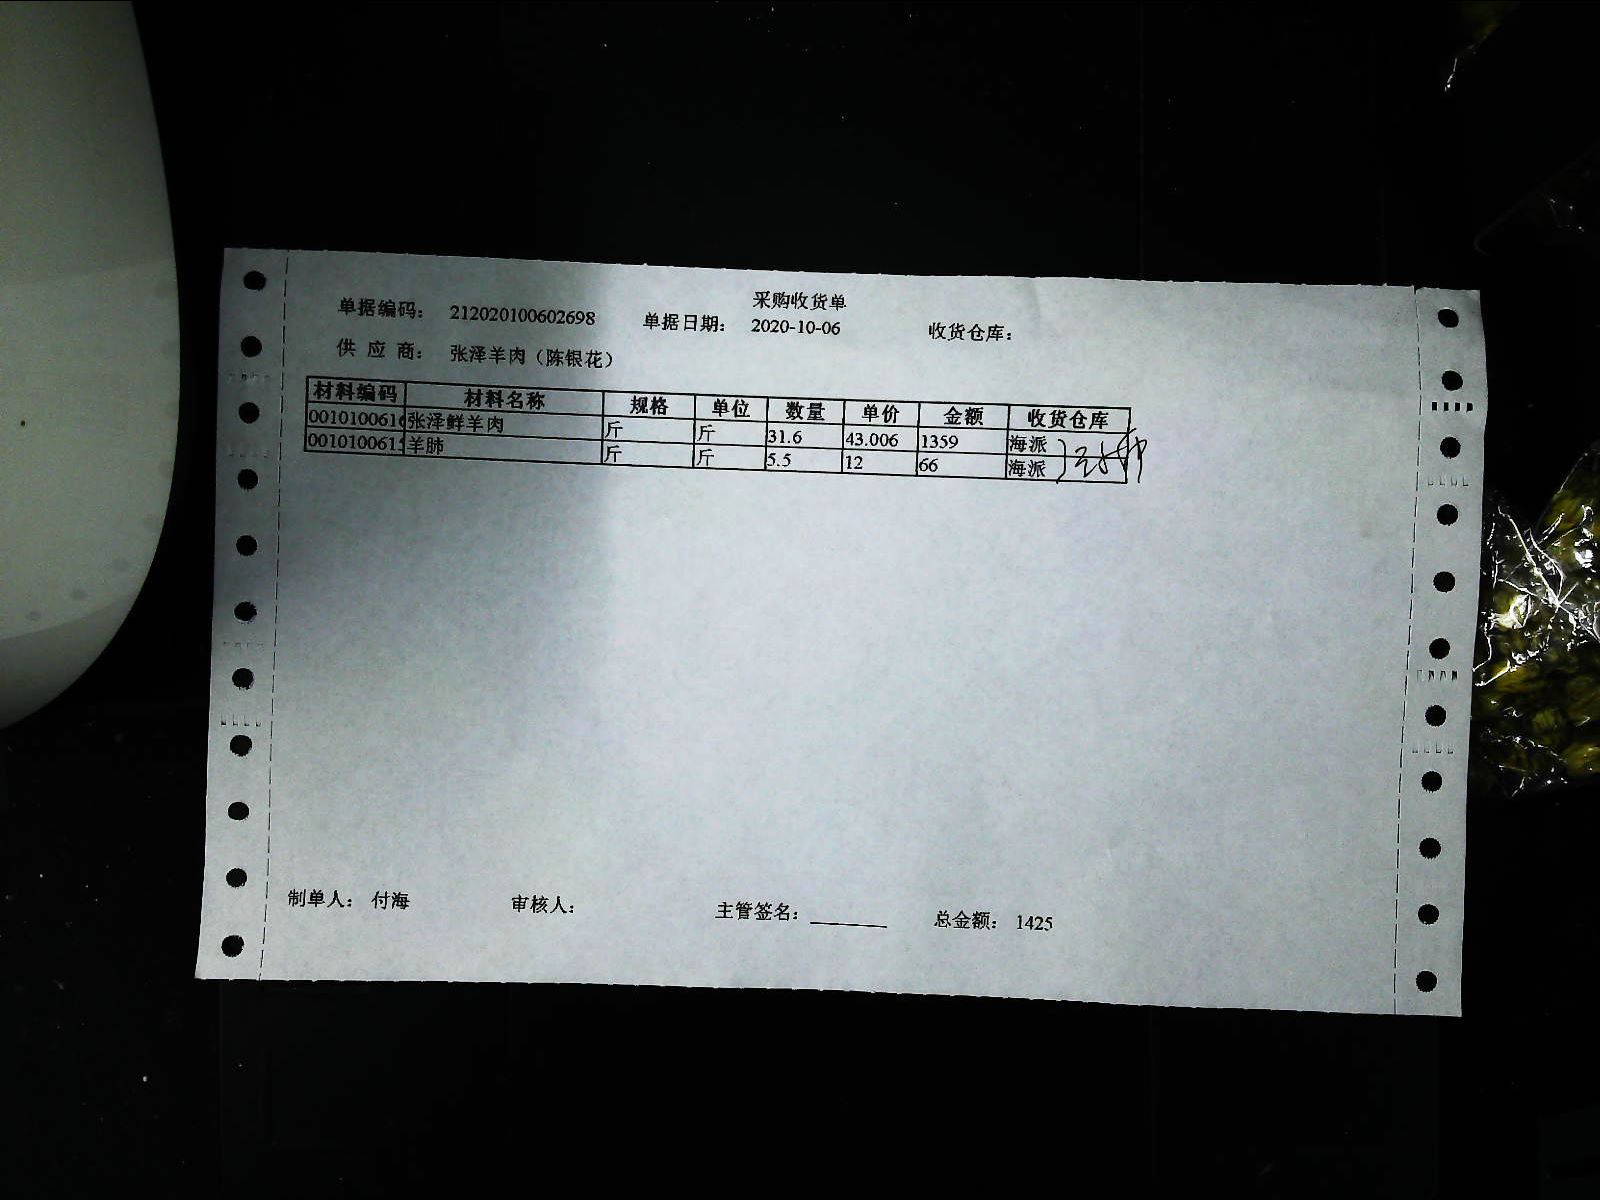 采购收货单
单据编码： 212020100602698 单据日期： 2020-10-06 收货仓库：
供 应 商： 张泽羊肉（陈银花）
材料编码 材料名称 规格 单位 数量 单价 金额 收货仓库
001010061 张泽鲜羊肉 斤 斤 31.6 43.006 1359 海派
001010061 羊肺 斤 斤 5.5 12 66 海派
制单人： 付海 审核人： 主管签名： 总金额： 1425